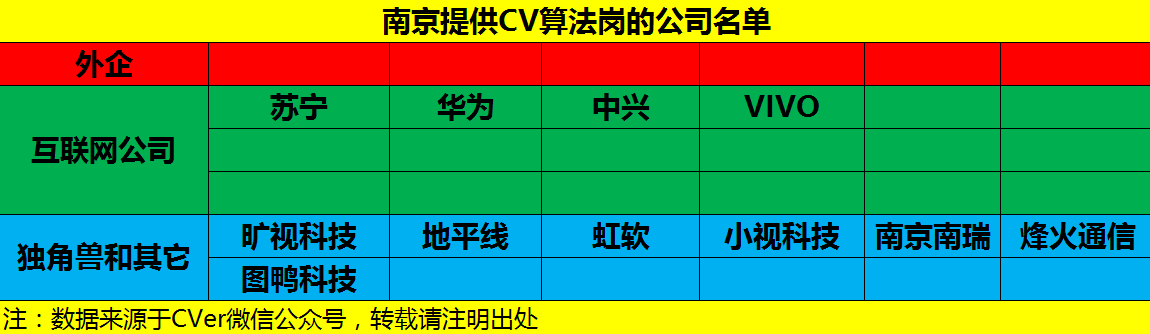 南京提供CV算法岗的公司名单
外企
互联网公司
苏宁 华为 中兴 VIVO
独角兽和其它
旷视科技 地平线 虹软 小视科技 南京南瑞 烽火通信
图鸭科技
注：数据来源于CVer微信公众号，转载请注明出处